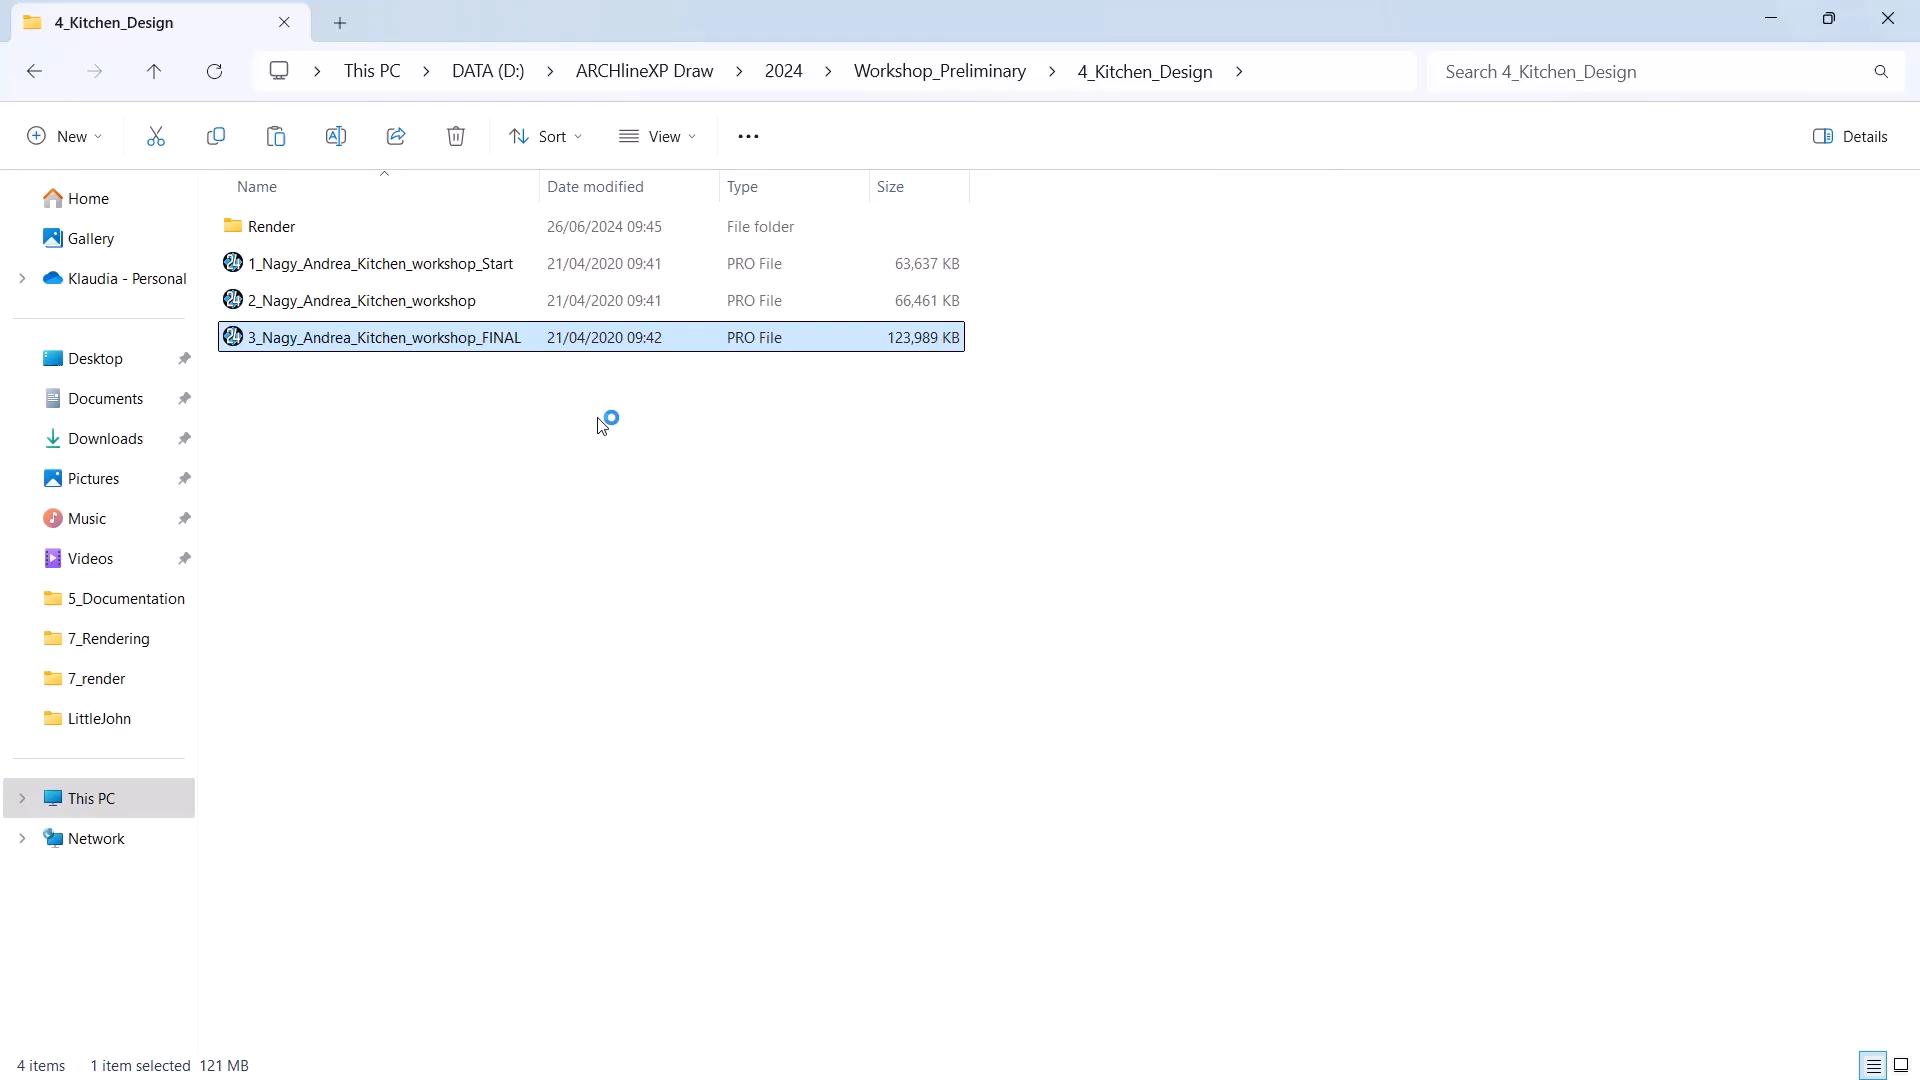 4_Kitchen_Design
This PC > DATA (D:) > ARCHlineXP Draw > 2024 > Workshop_Preliminary > 4_Kitchen_Design >
Search 4_Kitchen_Design
New
Sort
View
Details
Name Date modified Type Size
Render 26/06/2024 09:45 File folder
1_Nagy_Andrea_Kitchen_workshop_Start 21/04/2020 09:41 PRO File 63,637 KB
2_Nagy_Andrea_Kitchen_workshop 21/04/2020 09:41 PRO File 66,461 KB
3_Nagy_Andrea_Kitchen_workshop_FINAL 21/04/2020 09:42 PRO File 123,989 KB
Home
Gallery
Klaudia - Personal
Desktop
Documents
Downloads
Pictures
Music
Videos
5_Documentation
7_Rendering
7_render
LittleJohn
This PC
Network
4 items 1 item selected 121 MB